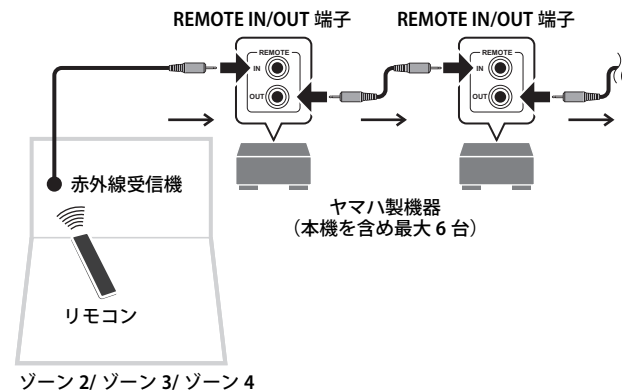 REMOTE IN/OUT 端子
REMOTE IN/OUT 端子
REMOTE
IN
OUT
REMOTE
IN
OUT
赤外線受信機
ヤマハ製機器
（本機を含め最大 6 台）
リモコン
ゾーン 2/ ゾーン 3/ ゾーン 4